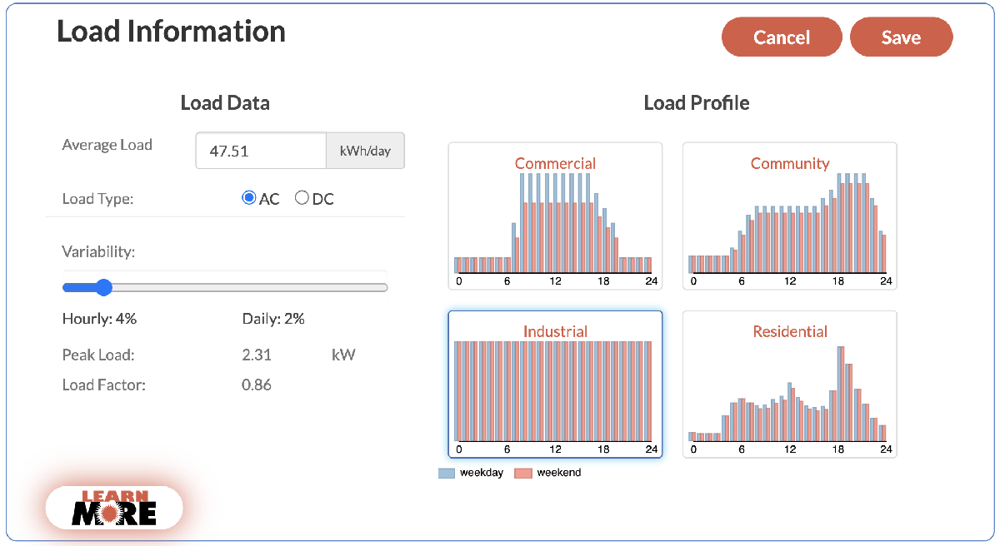 Load Information
Cancel
Save
Load Data
Average Load
47.51
kWh/day
Load Type:
AC
DC
Variability:
Hourly: 4%
Daily: 2%
Peak Load:
2.31
kW
Load Factor:
0.86
LEARN
MORE
Load Profile
Commercial
0 6 12 18 24
Community
0 6 12 18 24
Industrial
0 6 12 18 24
Residential
0 6 12 18 24
weekday
weekend